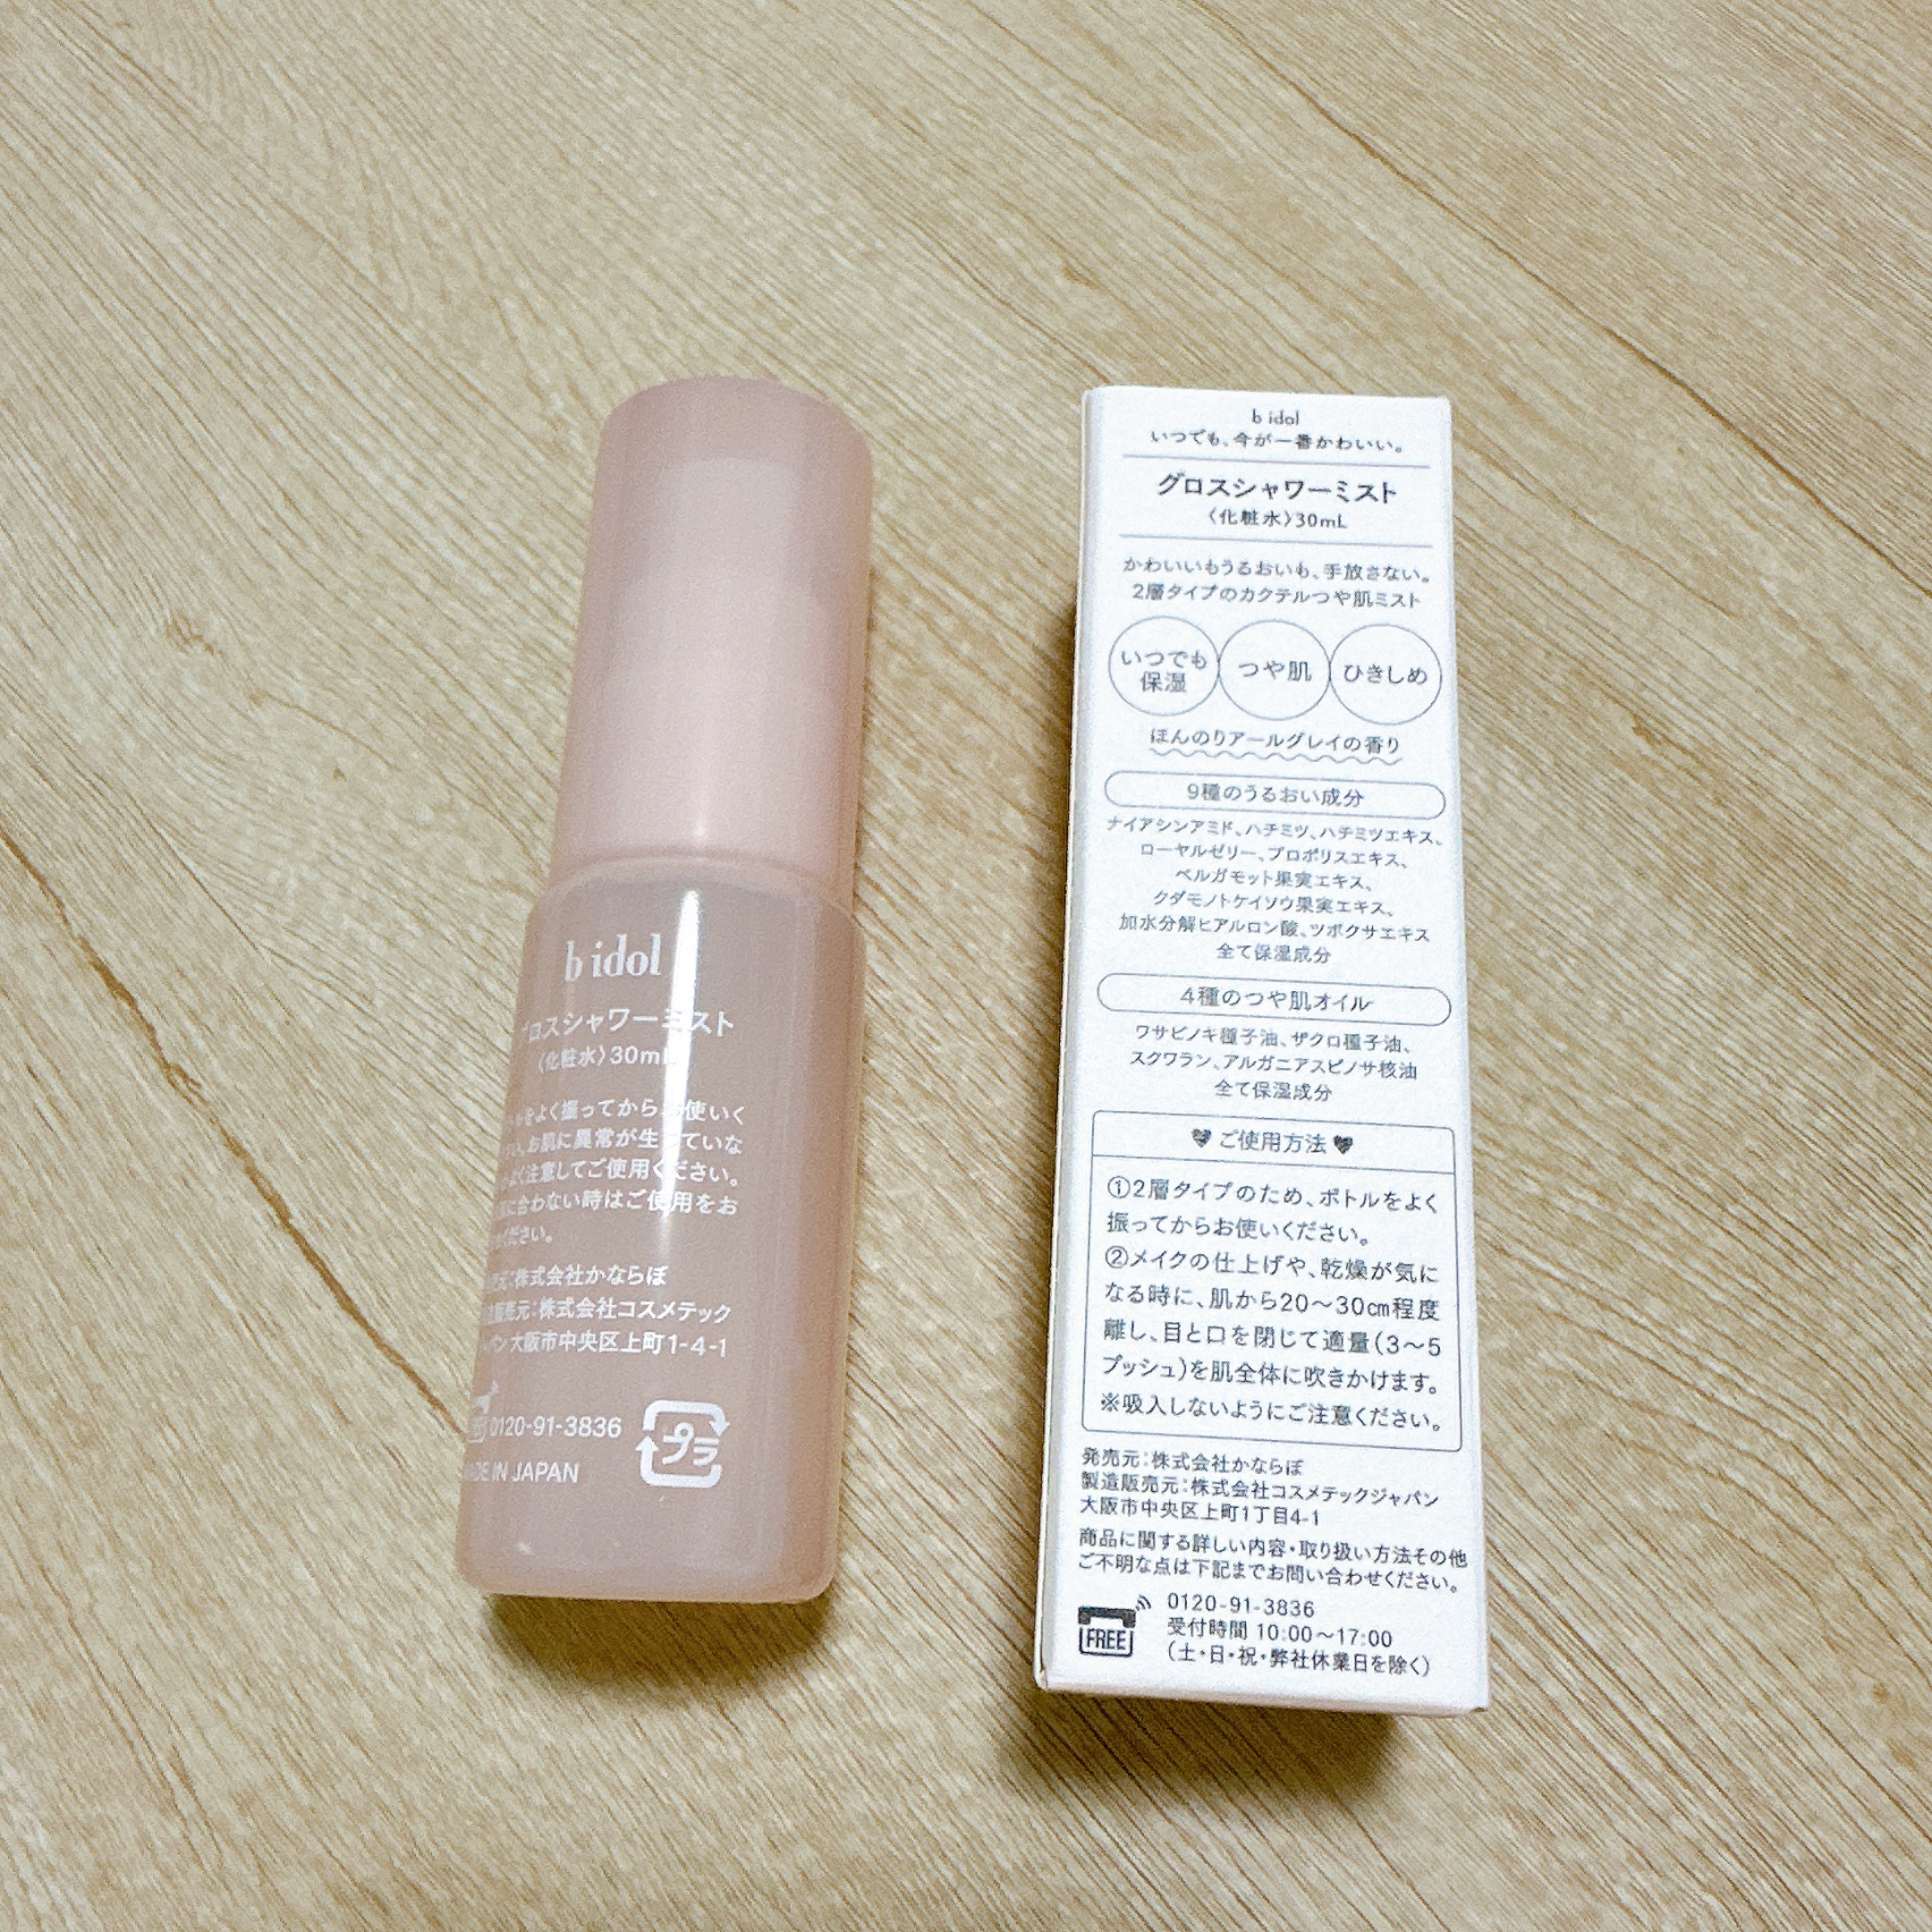 b idol
グロスシャワーミスト
〈化粧水〉30mL
をよく振ってからお使いく
お肌に異常が生じていな
よく注意してご使用ください。
に合わない時はご使用をお
ください。
元:株式会社かならぼ
販売元:株式会社コスメテック
パン 大阪市中央区上町1-4-1
0120-91-3836
プラ
MADE IN JAPAN
b idol
いつでも、今が一番かわいい。
グロスシャワーミスト
〈化粧水〉30mL
かわいいもうるおいも、手放さない。
2層タイプのカクテルつや肌ミスト
いつでも
保湿
つや肌
ひきしめ
ほんのりアールグレイの香り
9種のうるおい成分
ナイアシンアミド、ハチミツ、ハチミツエキス、
ローヤルゼリー、プロポリスエキス、
ベルガモット果実エキス、
クダモノトケイソウ果実エキス、
加水分解ヒアルロン酸、ツボクサエキス
全て保湿成分
4種のつや肌オイル
ワサビノキ種子油、ザクロ種子油、
スクワラン、アルガニアスピノサ核油
全て保湿成分
♥ ご使用方法 ♥
①2層タイプのため、ボトルをよく
振ってからお使いください。
②メイクの仕上げや、乾燥が気に
なる時に、肌から20〜30cm程度
離し、目と口を閉じて適量(3〜5
プッシュ)を肌全体に吹きかけます。
※吸入しないようにご注意ください。
発売元:株式会社かならぼ
製造販売元:株式会社コスメテックジャパン
大阪市中央区上町1丁目4-1
商品に関する詳しい内容・取り扱い方法その他
ご不明な点は下記までお問い合わせください。
FREE
0120-91-3836
受付時間 10:00〜17:00
(土・日・祝・弊社休業日を除く)